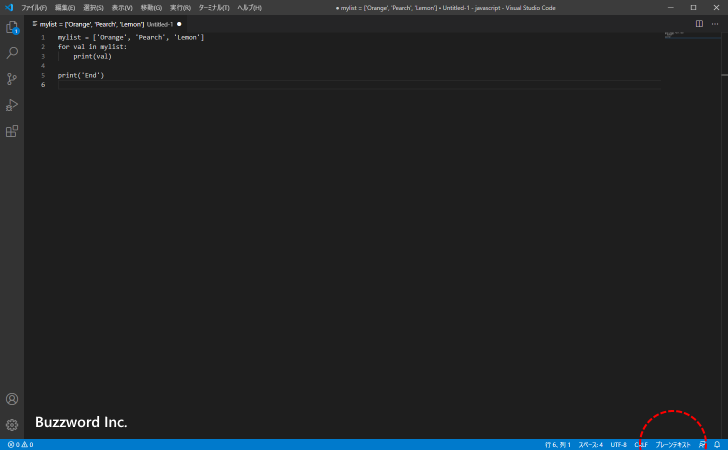 ファイル(F) 編集(E) 選択(S) 表示(V) 移動(G) 実行(R) ターミナル(T) ヘルプ(H) ● mylist = ['Orange', 'Pearch', 'Lemon'] • Untitled-1 - javascript - Visual Studio Code
mylist = ['Orange', 'Pearch', 'Lemon'] Untitled-1 ●
1
1 mylist = ['Orange', 'Pearch', 'Lemon']
2 for val in mylist:
3 print(val)
4
5 print('End')
6
Buzzword Inc.
0 0 行 6、列 1 スペース: 4 UTF-8 CRLF プレーンテキスト